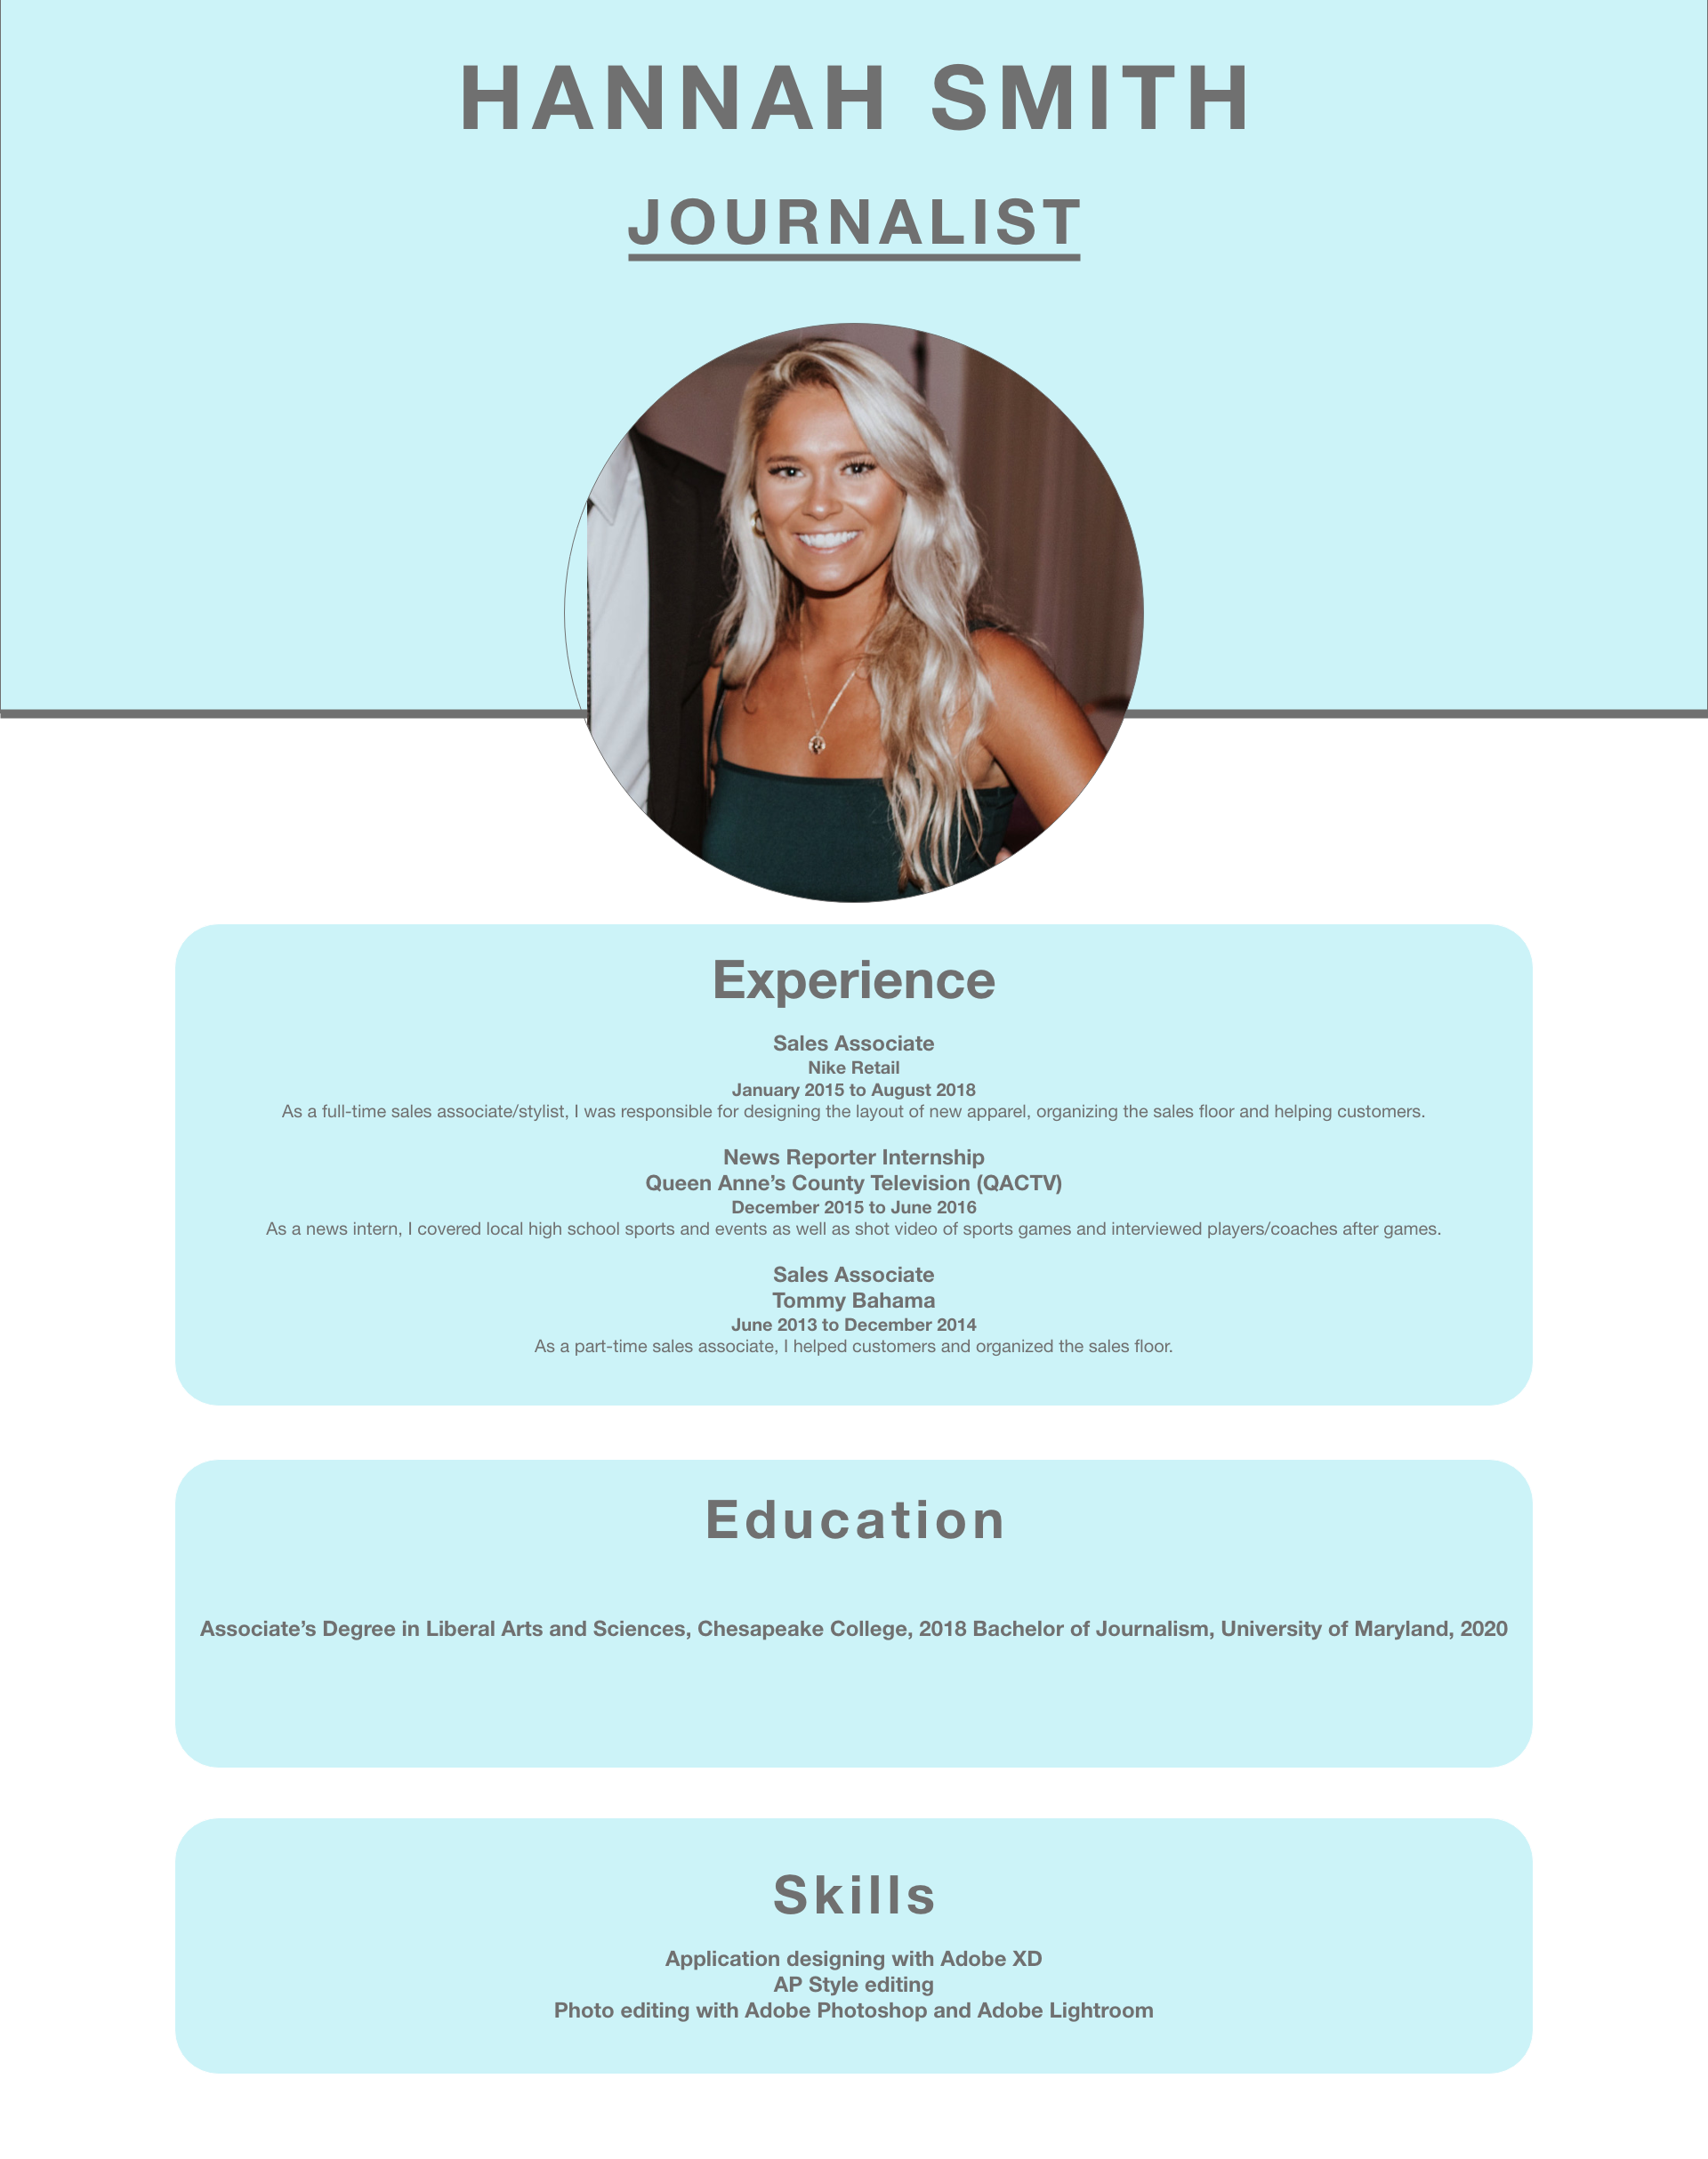 HANNAH SMITH
JOURNALIST
Experience
Sales Associate
Nike Retail
January 2015 to August 2018
As a full-time sales associate/stylist, I was responsible for designing the layout of new apparel, organizing the sales floor and helping customers.
News Reporter Internship
Queen Anne’s County Television (QACTV)
December 2015 to June 2016
As a news intern, I covered local high school sports and events as well as shot video of sports games and interviewed players/coaches after games.
Sales Associate
Tommy Bahama
June 2013 to December 2014
As a part-time sales associate, I helped customers and organized the sales floor.
Education
Associate’s Degree in Liberal Arts and Sciences, Chesapeake College, 2018 Bachelor of Journalism, University of Maryland, 2020
Skills
Application designing with Adobe XD
AP Style editing
Photo editing with Adobe Photoshop and Adobe Lightroom